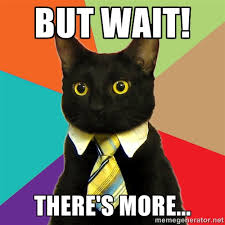 BUT WAIT!
THERE'S MORE...
memegenerator.net